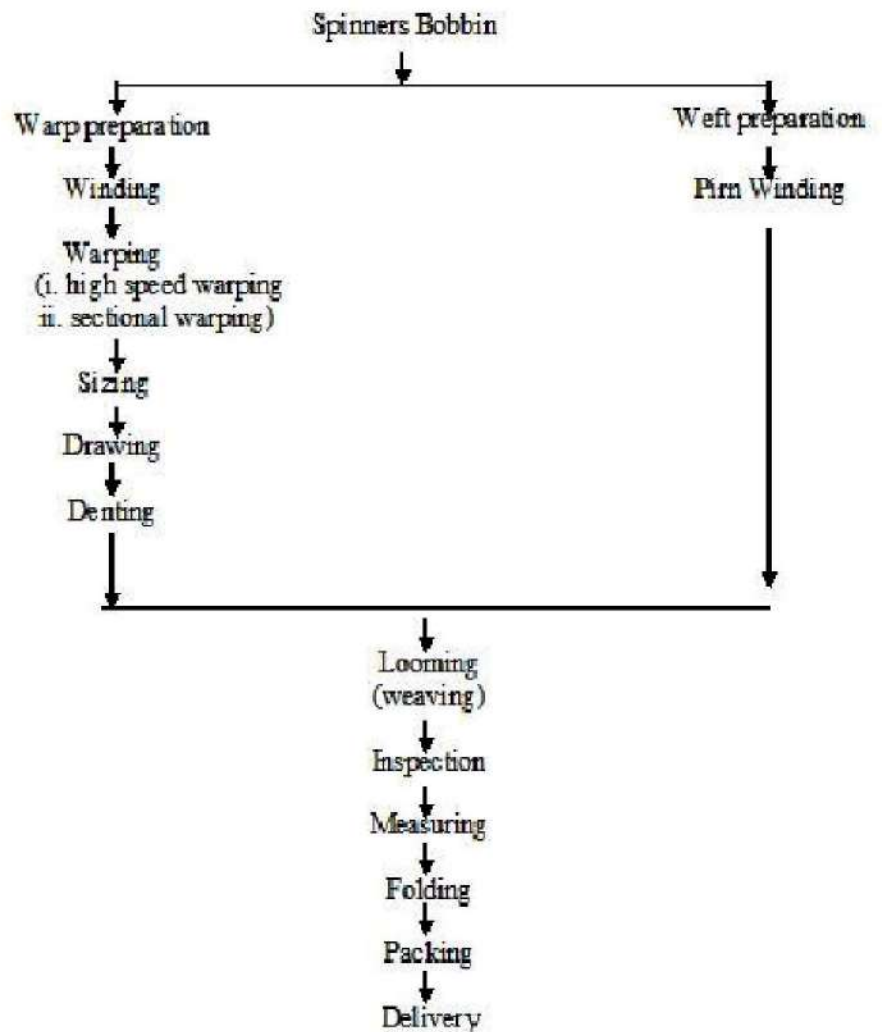 Spinners Bobbin
Warp preparation
Weft preparation
Winding
Pirn Winding
Warping
(i. high speed warping
ii. sectional warping)
Sizing
Drawing
Denting
Looming
(weaving)
Inspection
Measuring
Folding
Packing
Delivery